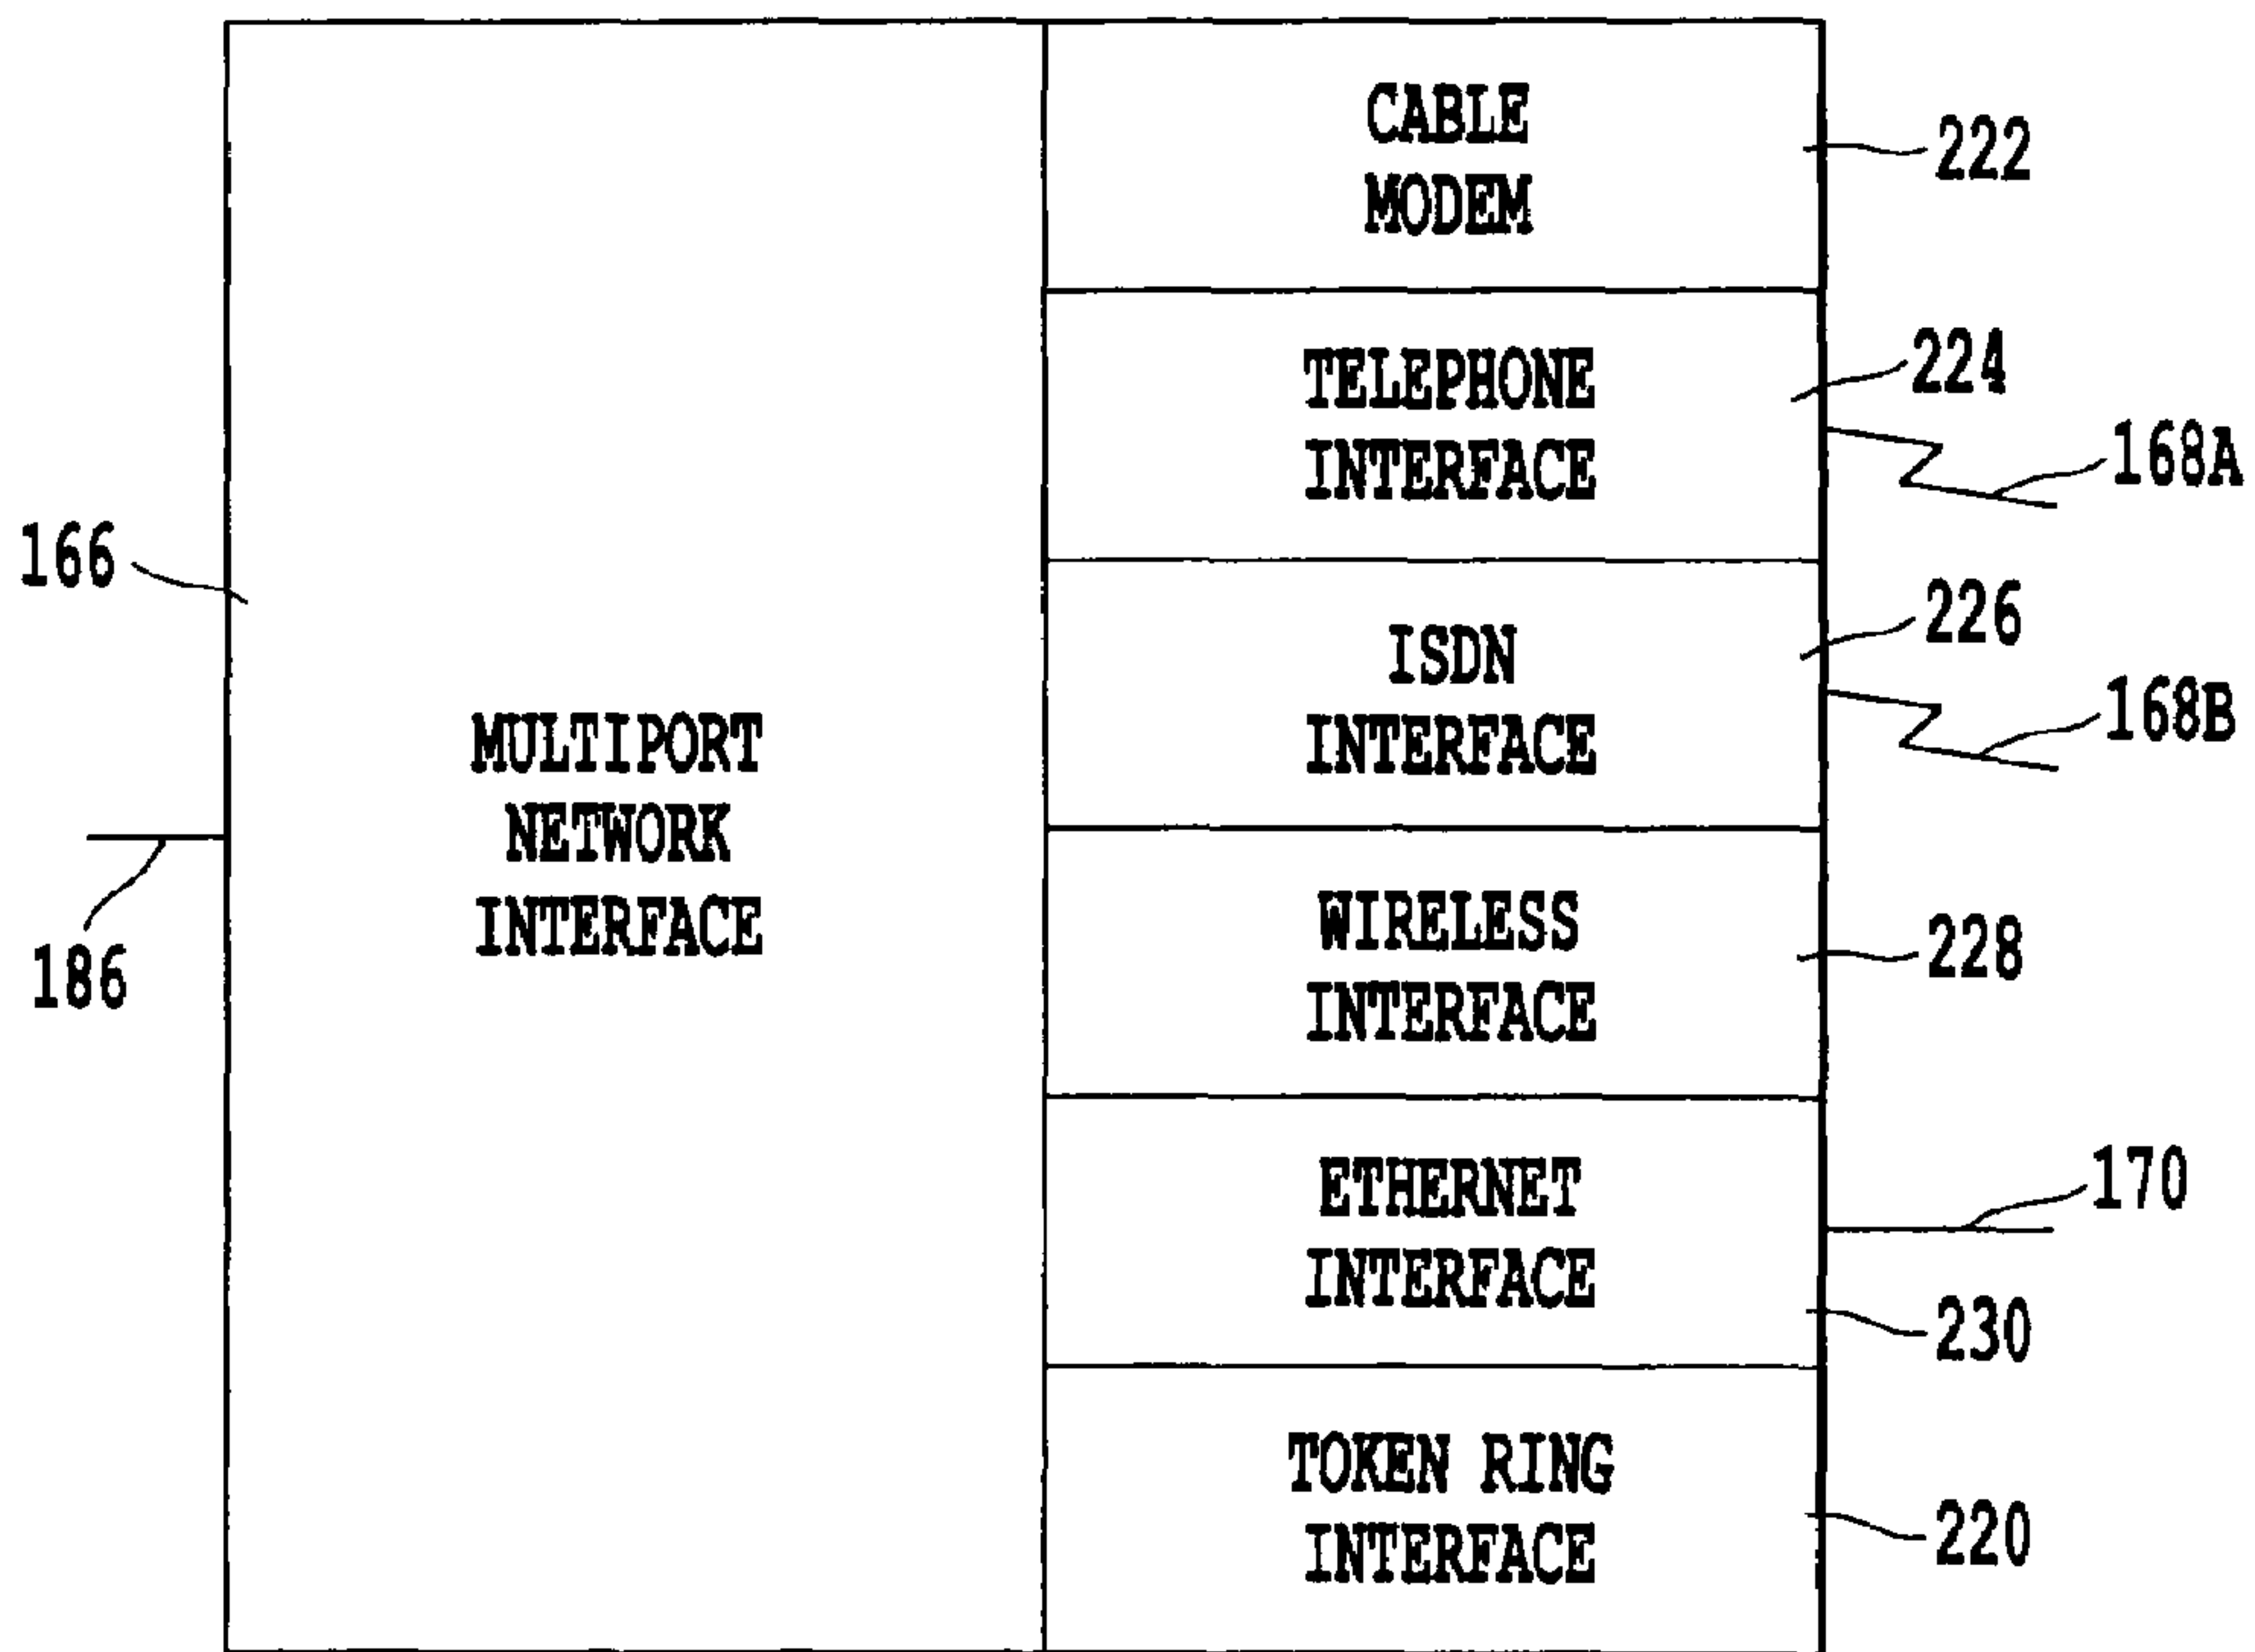 CABLE
MODEM
222
TELEPHONE
INTERFACE
224
168A
166
ISDN
INTERFACE
226
168B
MULTIPORT
NETWORK
INTERFACE
186
WIRELESS
INTERFACE
228
ETHERNET
INTERFACE
170
230
TOKEN RING
INTERFACE
220